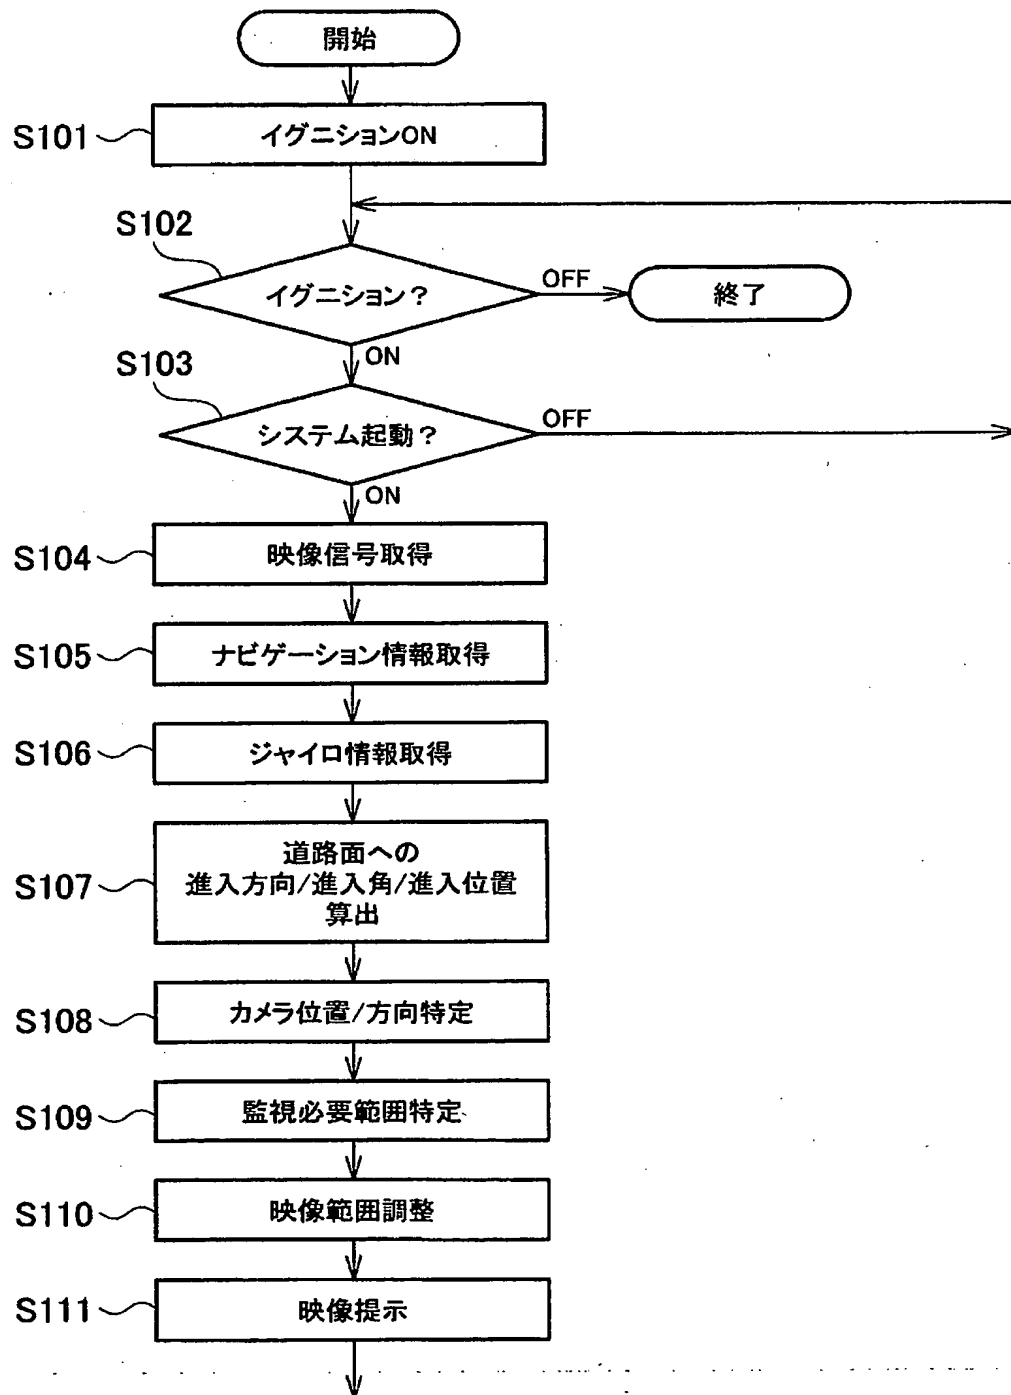 開始
S101
イグニションON
S102
イグニション?
OFF
終了
ON
S103
システム起動?
OFF
ON
S104
映像信号取得
S105
ナビゲーション情報取得
S106
ジャイロ情報取得
S107
道路面への
進入方向/進入角/進入位置
算出
S108
カメラ位置/方向特定
S109
監視必要範囲特定
S110
映像範囲調整
S111
映像提示